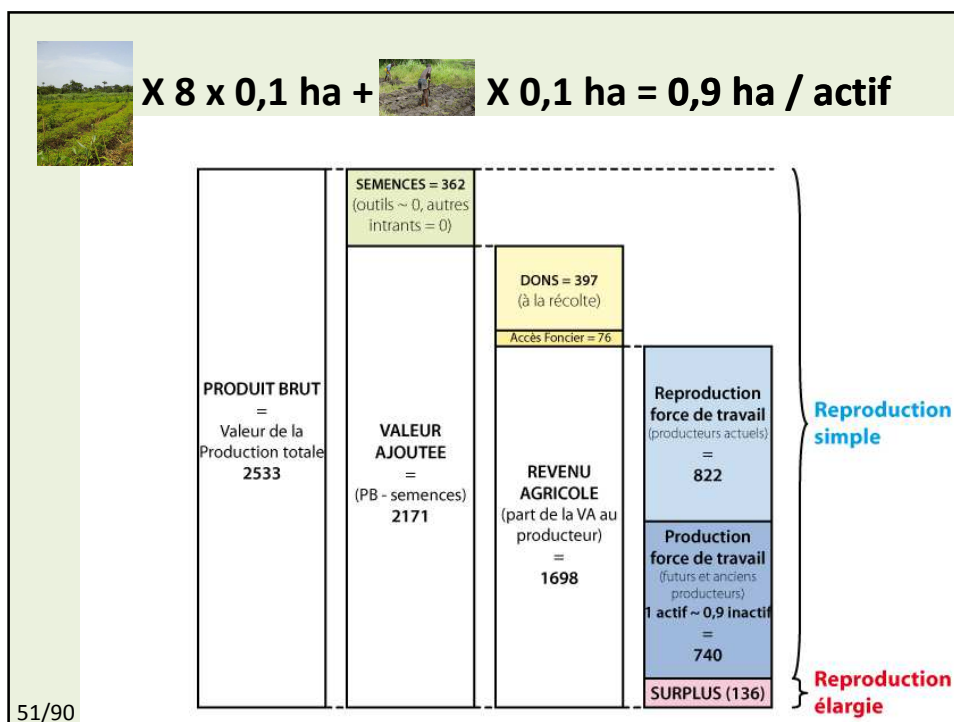 X 8 x 0,1 ha + X 0,1 ha = 0,9 ha / actif
PRODUIT BRUT
=
Valeur de la
Production totale
2533
SEMENCES = 362
(outils ~ 0, autres
intrants = 0)
VALEUR
AJOUTEE
=
(PB - semences)
2171
DONS = 397
(à la récolte)
Accès Foncier = 76
REVENU
AGRICOLE
(part de la VA au
producteur)
=
1698
Reproduction
force de travail
(producteurs actuels)
=
822
Production
force de travail
(futurs et anciens
producteurs)
1 actif ~ 0,9 inactif
=
740
SURPLUS (136)
Reproduction
simple
Reproduction
élargie
51/90